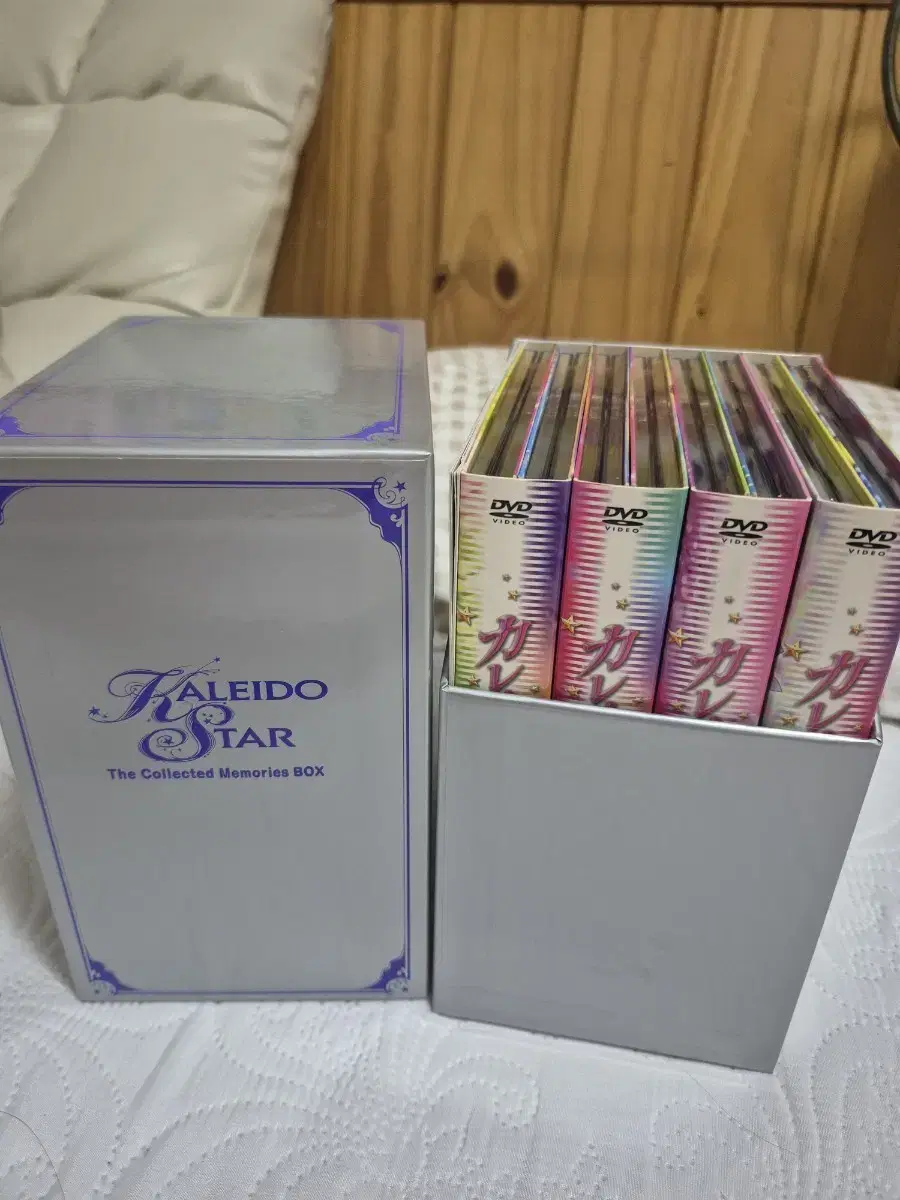 KALEIDO
STAR
The Collected Memories BOX
DVD
VIDEO
カレ
DVD
VIDEO
カレ
DVD
VIDEO
カレ
DVD
VIDEO
カレ